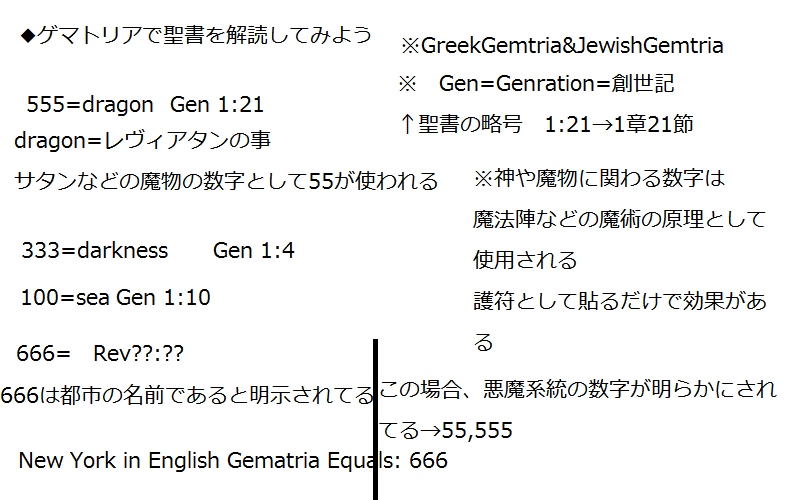 ◆ゲマトリアで聖書を解読してみよう
※GreekGemtria&JewishGemtria
※　Gen=Genration=創世記
↑聖書の略号　1:21→1章21節
555=dragon　Gen 1:21
dragon=レヴィアタンの事
サタンなどの魔物の数字として55が使われる
※神や魔物に関わる数字は
魔法陣などの魔術の原理として
使用される
護符として貼るだけで効果があ
る
333=darkness　　Gen 1:4
100=sea Gen 1:10
666=　Rev??:??
666は都市の名前であると明示されてる
この場合、悪魔系統の数字が明らかにされ
てる→55,555
New York in English Gematria Equals: 666